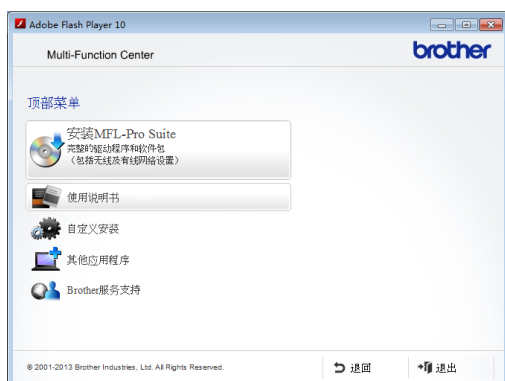 Adobe Flash Player 10
Multi-Function Center
brother
顶部菜单
安装MFL-Pro Suite
完整的驱动程序和软件包
（包括无线及有线网络设置）
使用说明书
自定义安装
其他应用程序
Brother服务支持
© 2001-2013 Brother Industries, Ltd. All Rights Reserved.
退回
退出